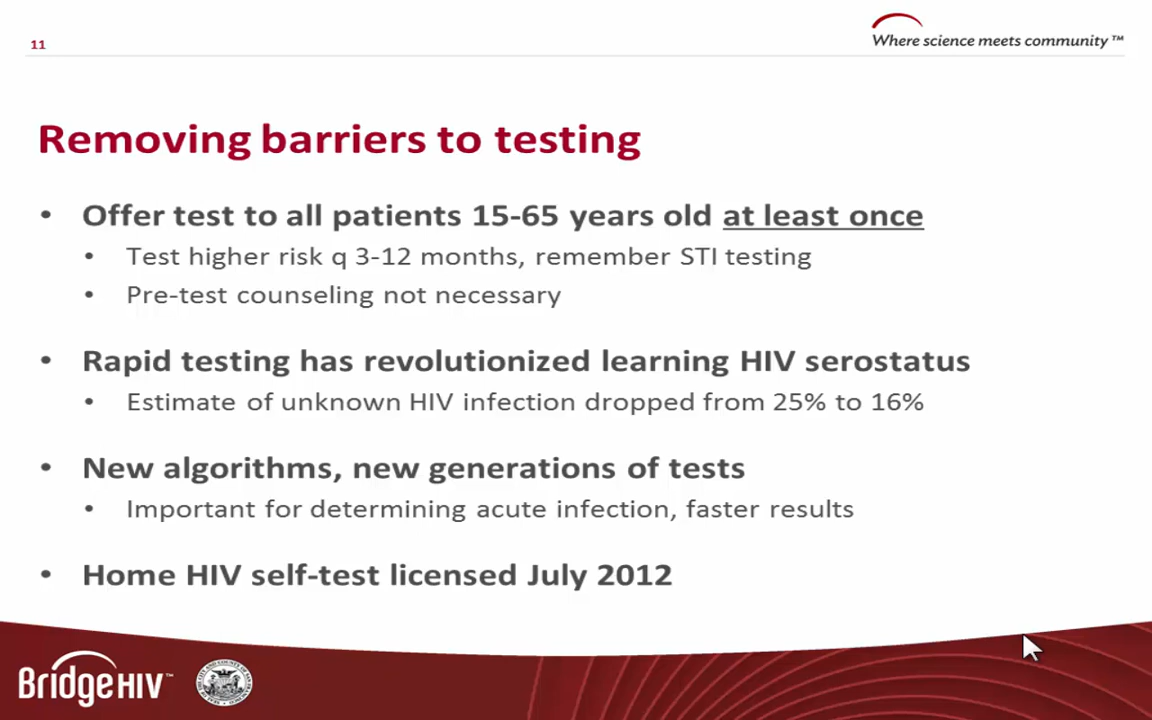 11
Where science meets community ™
Removing barriers to testing
• Offer test to all patients 15-65 years old at least once
• Test higher risk q 3-12 months, remember STI testing
• Pre-test counseling not necessary
• Rapid testing has revolutionized learning HIV serostatus
• Estimate of unknown HIV infection dropped from 25% to 16%
• New algorithms, new generations of tests
• Important for determining acute infection, faster results
• Home HIV self-test licensed July 2012
BridgeHIV™